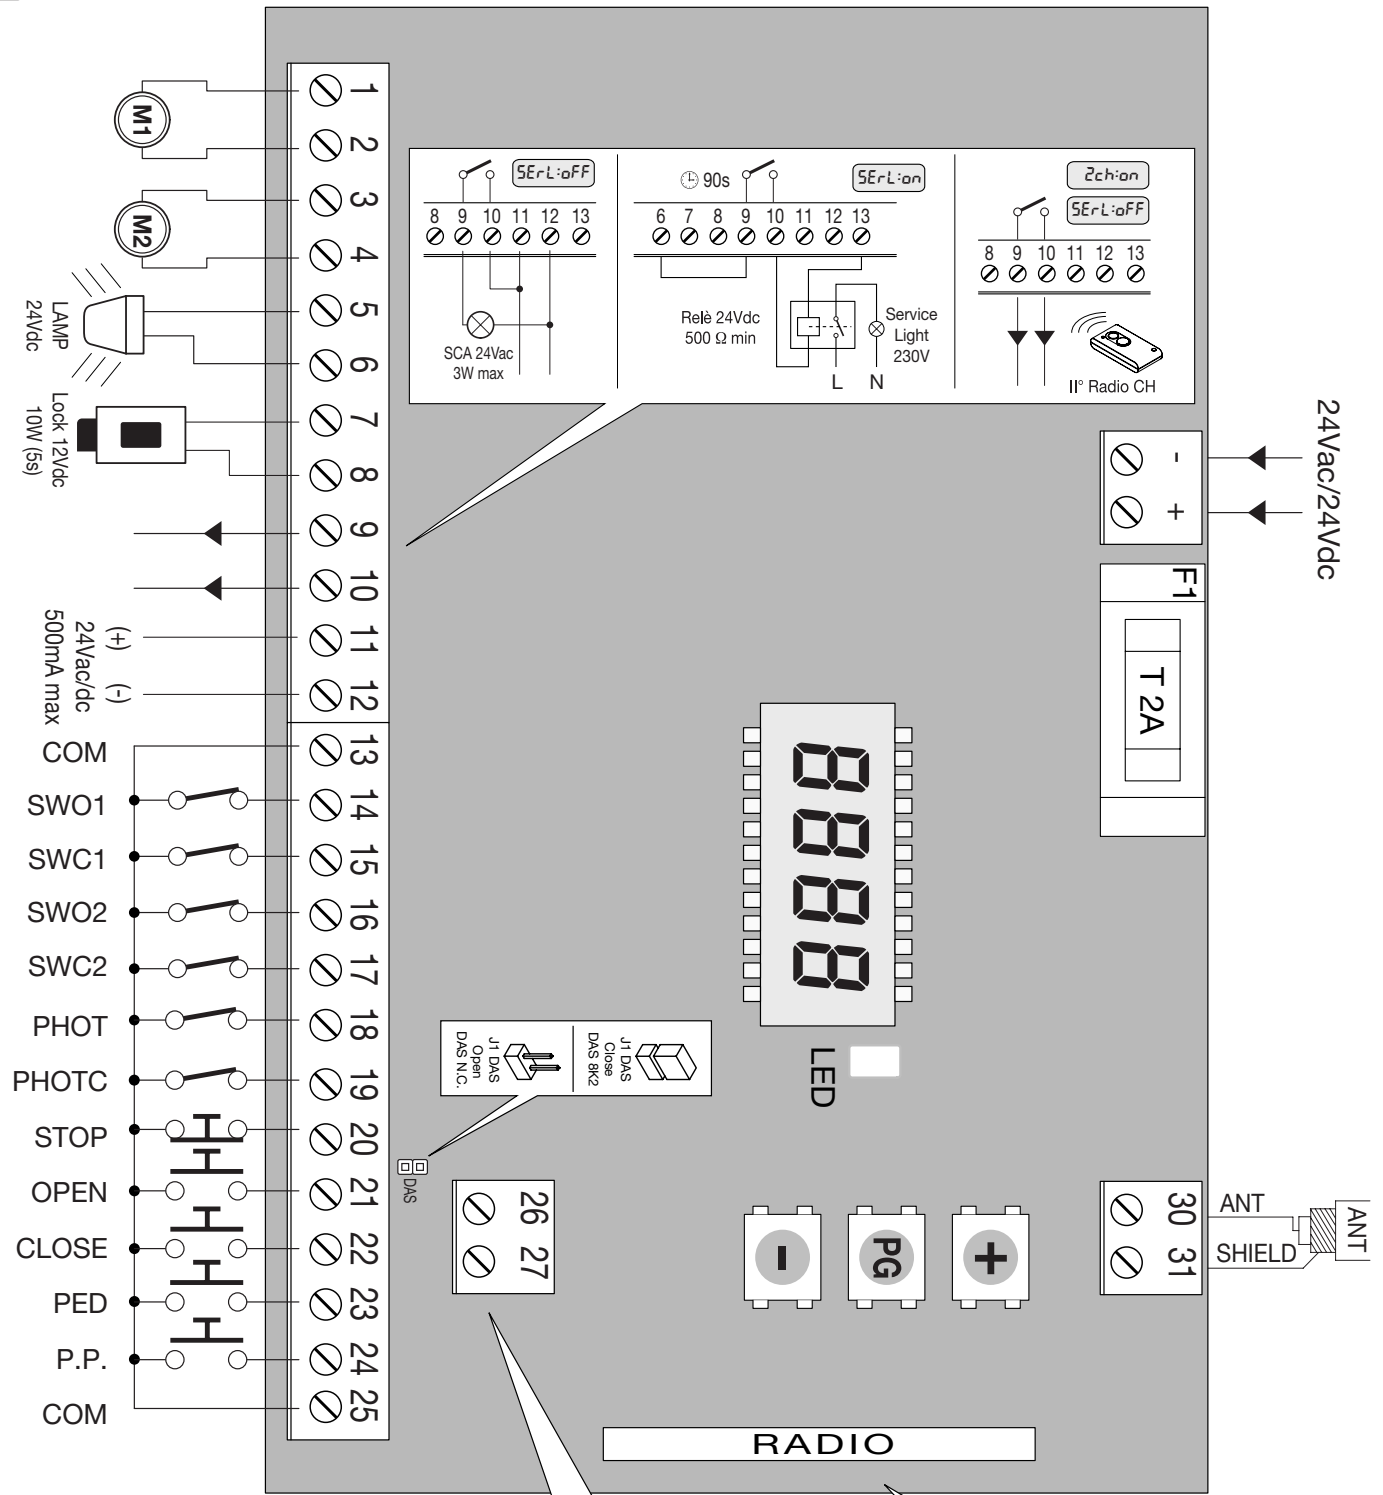 M1
M2
LAMP
24Vdc
Lock 12Vdc
10W (5s)
(+) (-)
24Vac/dc
500mA max
COM
SWO1
SWC1
SWO2
SWC2
PHOT
PHOTC
STOP
OPEN
CLOSE
PED
P.P.
COM
1
2
3
4
5
6
7
8
9
10
11
12
13
14
15
16
17
18
19
20
21
22
23
24
25
SErL:oFF
8 9 10 11 12 13
SCA 24Vac
3W max
90s
SErL:on
6 7 8 9 10 11 12 13
Relè 24Vdc
500 Ω min
Service
Light
230V
L N
2ch:on
SErL:oFF
8 9 10 11 12 13
II° Radio CH
- +
24Vac/24Vdc
F1
T 2A
8888
LED
J1 DAS
Open
DAS N.C.
J1 DAS
Close
DAS 8K2
DAS
26 27
-
PG
+
30 31
ANT
SHIELD
ANT
RADIO